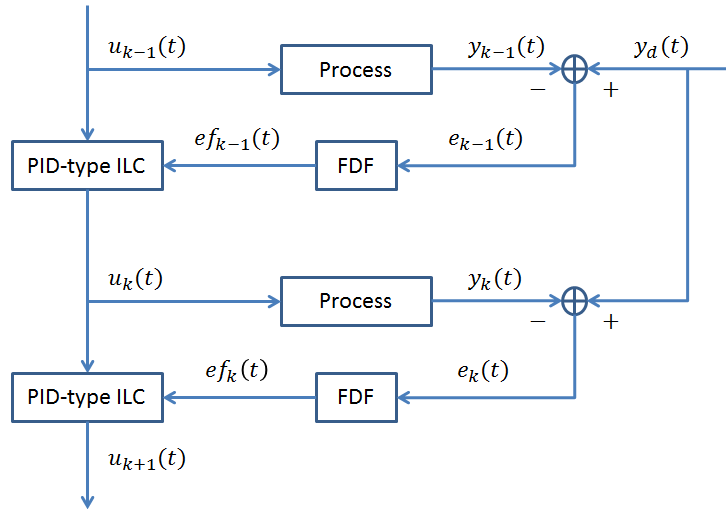 u_{k−1}(t)
y_{k−1}(t)
y_d(t)
Process
−
+
ef_{k−1}(t)
e_{k−1}(t)
PID-type ILC
FDF
u_k(t)
y_k(t)
Process
−
+
ef_k(t)
e_k(t)
PID-type ILC
FDF
u_{k+1}(t)